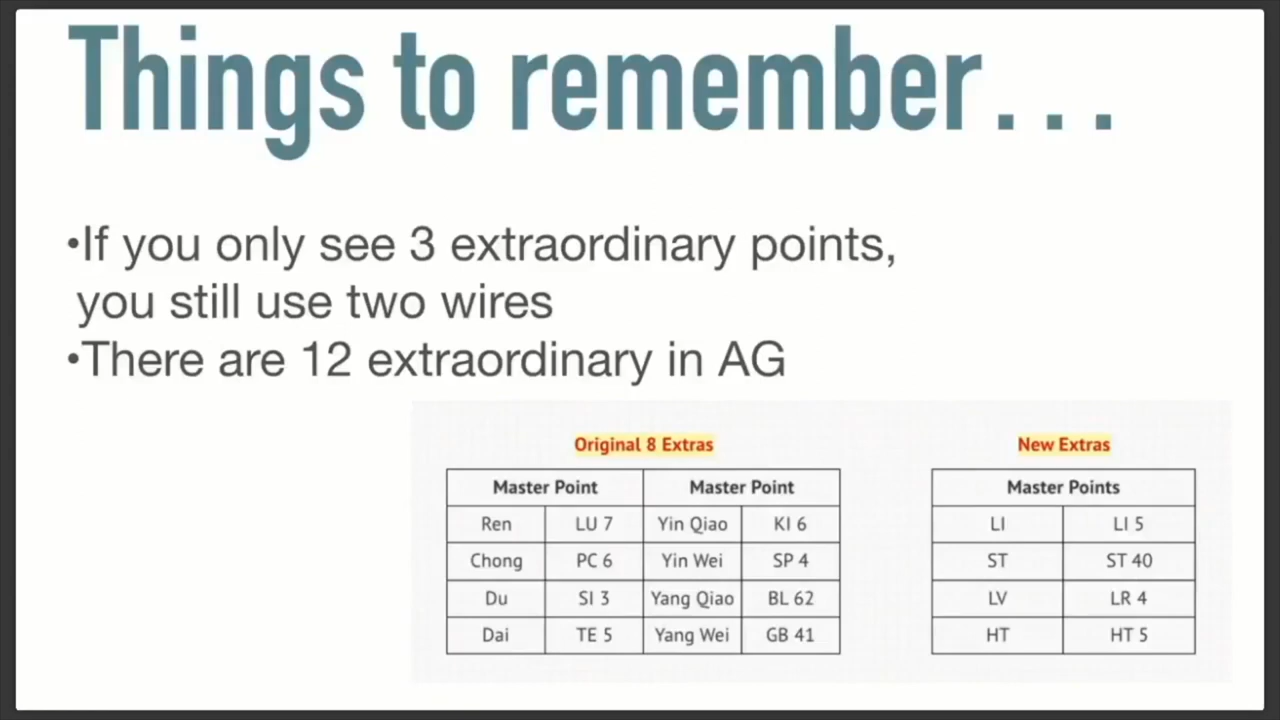 Things to remember...
•If you only see 3 extraordinary points,
you still use two wires
•There are 12 extraordinary in AG
Original 8 Extras
Master Point Master Point
Ren LU 7 Yin Qiao KI 6
Chong PC 6 Yin Wei SP 4
Du SI 3 Yang Qiao BL 62
Dai TE 5 Yang Wei GB 41
New Extras
Master Points
LI LI 5
ST ST 40
LV LR 4
HT HT 5